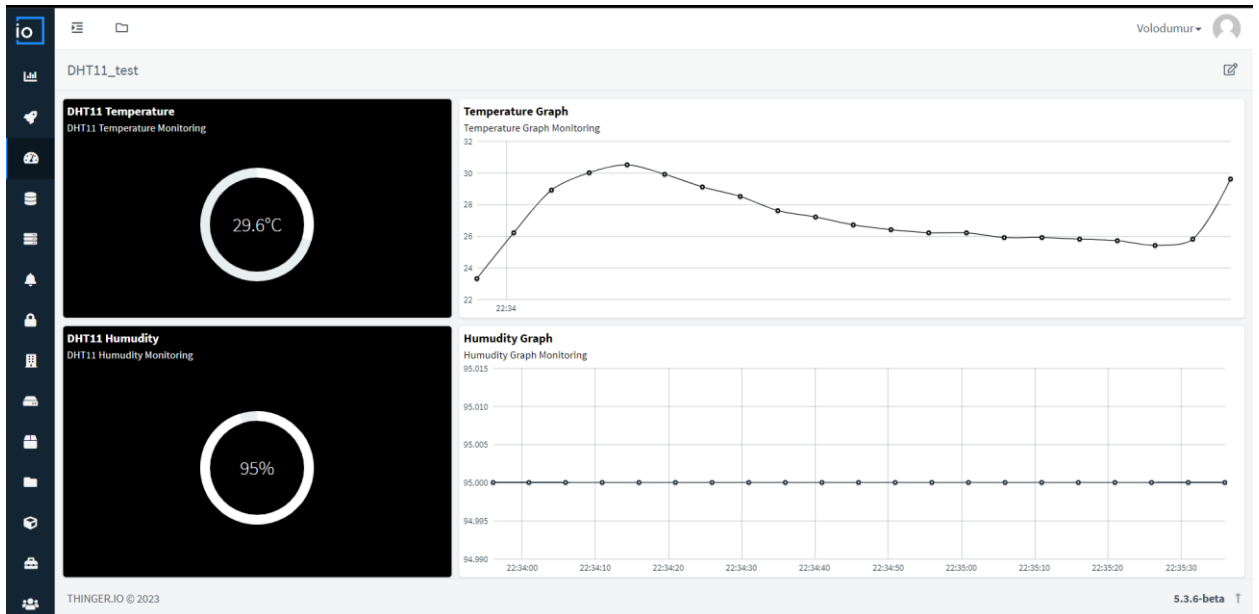 io
Volodumur
DHT11_test
DHT11 Temperature
DHT11 Temperature Monitoring
29.6°C
Temperature Graph
Temperature Graph Monitoring
32
30
28
26
24
22
22:34
DHT11 Humudity
DHT11 Humudity Monitoring
95%
Humudity Graph
Humudity Graph Monitoring
95.015
95.010
95.005
95.000
94.995
94.990
22:34:00 22:34:10 22:34:20 22:34:30 22:34:40 22:34:50 22:35:00 22:35:10 22:35:20 22:35:30
THINGER.IO © 2023
5.3.6-beta